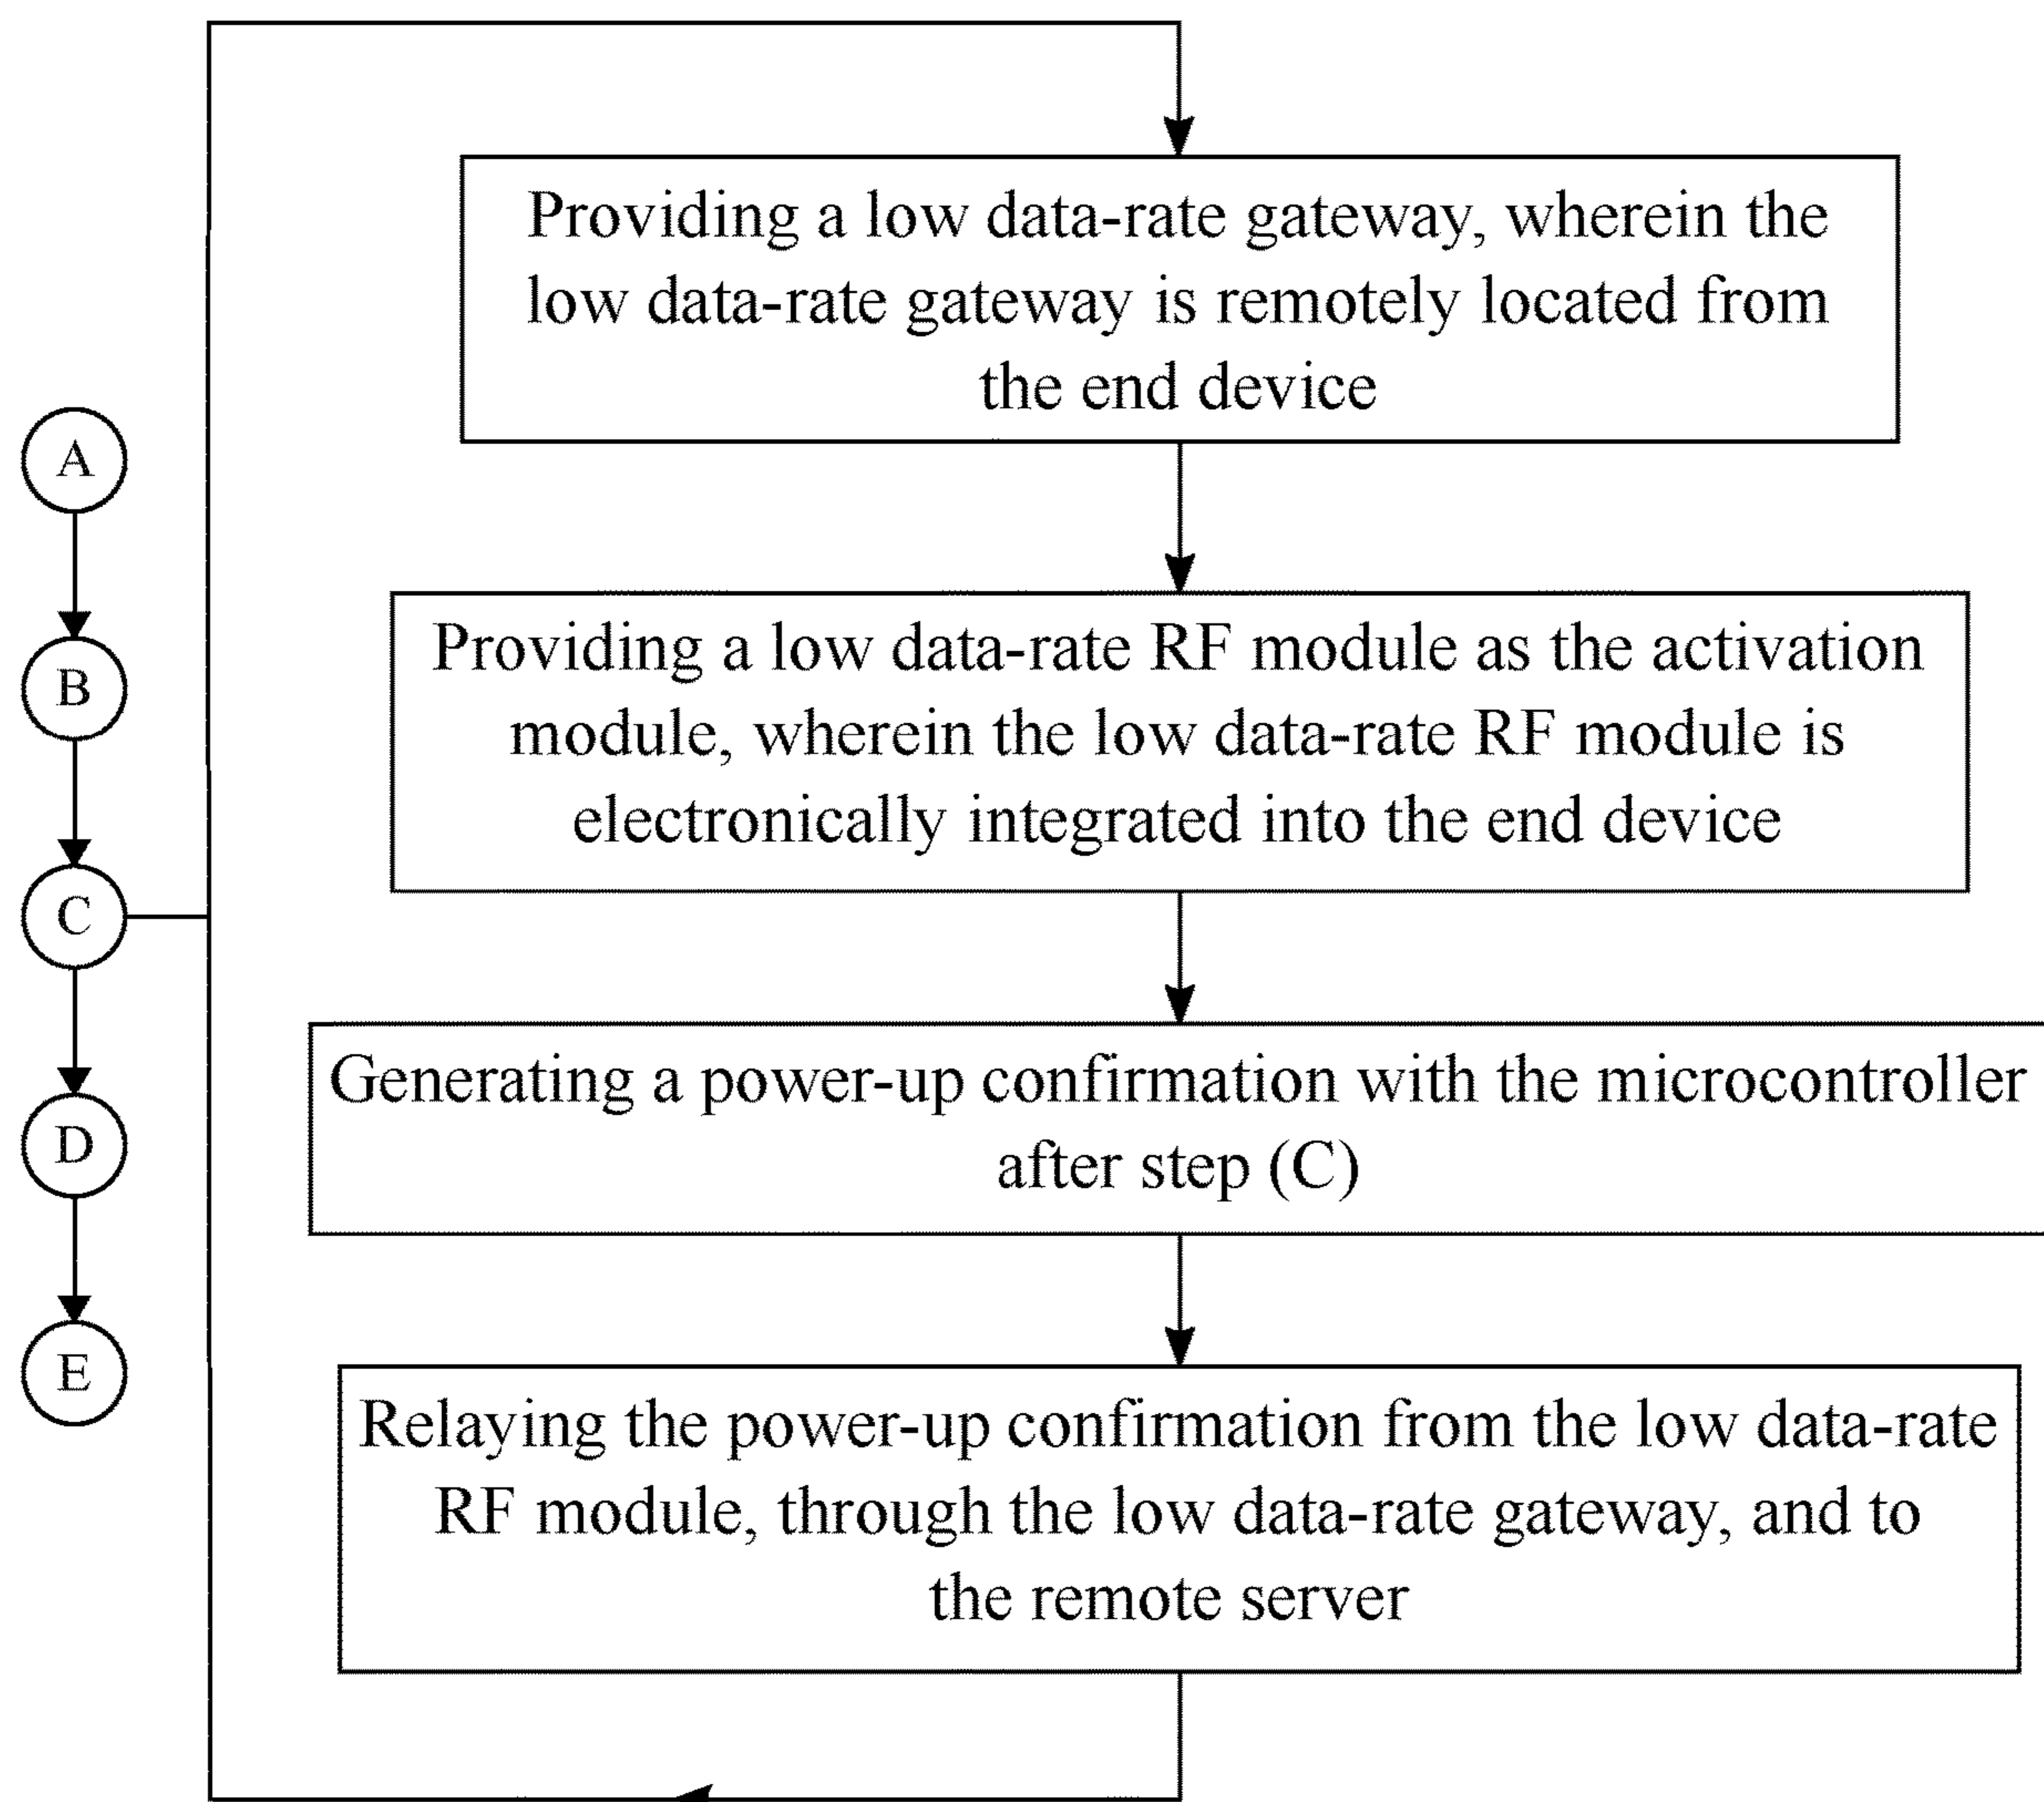 A
B
C
D
E
Providing a low data-rate gateway, wherein the
low data-rate gateway is remotely located from
the end device
Providing a low data-rate RF module as the activation
module, wherein the low data-rate RF module is
electronically integrated into the end device
Generating a power-up confirmation with the microcontroller
after step (C)
Relaying the power-up confirmation from the low data-rate
RF module, through the low data-rate gateway, and to
the remote server